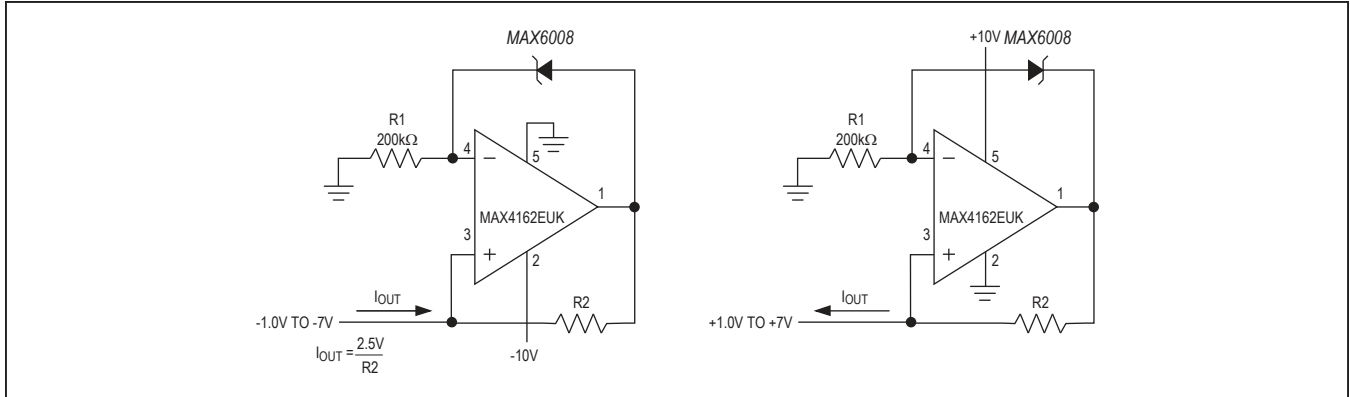 MAX6008
R1
200kΩ
4
5
−
MAX4162EUK
1
3
+
2
IOUT
R2
-1.0V TO -7V
IOUT = 2.5V
R2
-10V
+10V MAX6008
R1
200kΩ
4
5
−
MAX4162EUK
1
3
+
2
IOUT
R2
+1.0V TO +7V